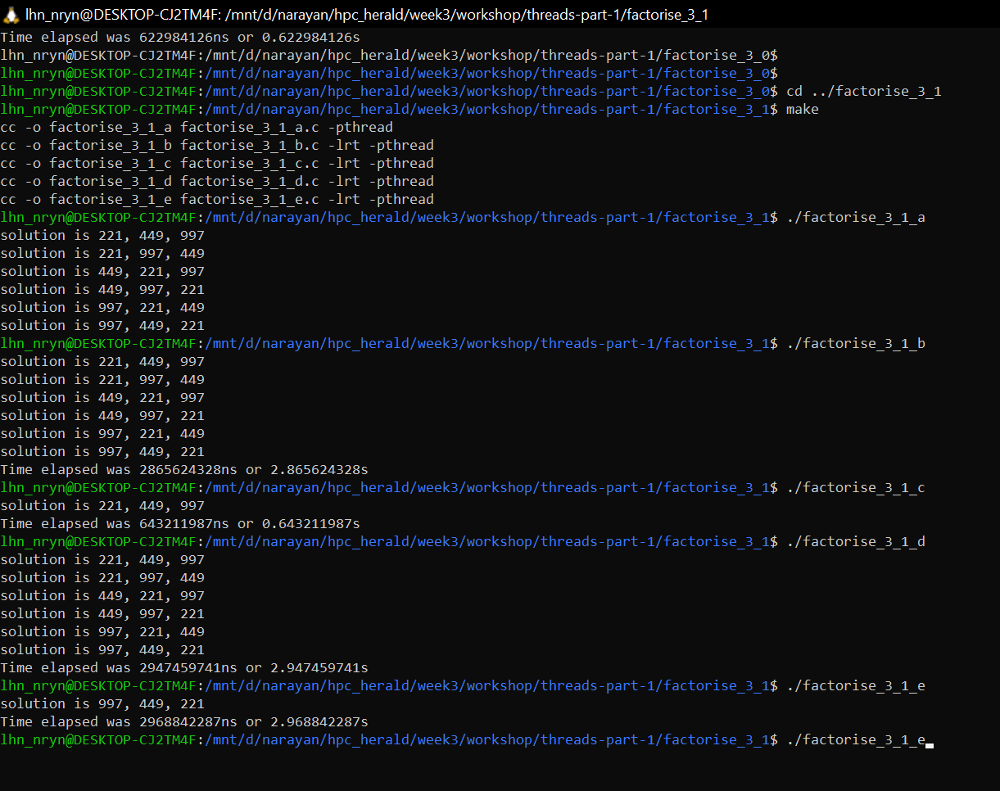 lhn_nryn@DESKTOP-CJ2TM4F: /mnt/d/narayan/hpc_herald/week3/workshop/threads-part-1/factorise_3_1
Time elapsed was 622984126ns or 0.622984126s
lhn_nryn@DESKTOP-CJ2TM4F:/mnt/d/narayan/hpc_herald/week3/workshop/threads-part-1/factorise_3_0$
lhn_nryn@DESKTOP-CJ2TM4F:/mnt/d/narayan/hpc_herald/week3/workshop/threads-part-1/factorise_3_0$
lhn_nryn@DESKTOP-CJ2TM4F:/mnt/d/narayan/hpc_herald/week3/workshop/threads-part-1/factorise_3_0$ cd ../factorise_3_1
lhn_nryn@DESKTOP-CJ2TM4F:/mnt/d/narayan/hpc_herald/week3/workshop/threads-part-1/factorise_3_1$ make
cc -o factorise_3_1_a factorise_3_1_a.c -pthread
cc -o factorise_3_1_b factorise_3_1_b.c -lrt -pthread
cc -o factorise_3_1_c factorise_3_1_c.c -lrt -pthread
cc -o factorise_3_1_d factorise_3_1_d.c -lrt -pthread
cc -o factorise_3_1_e factorise_3_1_e.c -lrt -pthread
lhn_nryn@DESKTOP-CJ2TM4F:/mnt/d/narayan/hpc_herald/week3/workshop/threads-part-1/factorise_3_1$ ./factorise_3_1_a
solution is 221, 449, 997
solution is 221, 997, 449
solution is 449, 221, 997
solution is 449, 997, 221
solution is 997, 221, 449
solution is 997, 449, 221
lhn_nryn@DESKTOP-CJ2TM4F:/mnt/d/narayan/hpc_herald/week3/workshop/threads-part-1/factorise_3_1$ ./factorise_3_1_b
solution is 221, 449, 997
solution is 221, 997, 449
solution is 449, 221, 997
solution is 449, 997, 221
solution is 997, 221, 449
solution is 997, 449, 221
Time elapsed was 2865624328ns or 2.865624328s
lhn_nryn@DESKTOP-CJ2TM4F:/mnt/d/narayan/hpc_herald/week3/workshop/threads-part-1/factorise_3_1$ ./factorise_3_1_c
solution is 221, 449, 997
Time elapsed was 643211987ns or 0.643211987s
lhn_nryn@DESKTOP-CJ2TM4F:/mnt/d/narayan/hpc_herald/week3/workshop/threads-part-1/factorise_3_1$ ./factorise_3_1_d
solution is 221, 449, 997
solution is 221, 997, 449
solution is 449, 221, 997
solution is 449, 997, 221
solution is 997, 221, 449
solution is 997, 449, 221
Time elapsed was 2947459741ns or 2.947459741s
lhn_nryn@DESKTOP-CJ2TM4F:/mnt/d/narayan/hpc_herald/week3/workshop/threads-part-1/factorise_3_1$ ./factorise_3_1_e
solution is 997, 449, 221
Time elapsed was 2968842287ns or 2.968842287s
lhn_nryn@DESKTOP-CJ2TM4F:/mnt/d/narayan/hpc_herald/week3/workshop/threads-part-1/factorise_3_1$ ./factorise_3_1_e